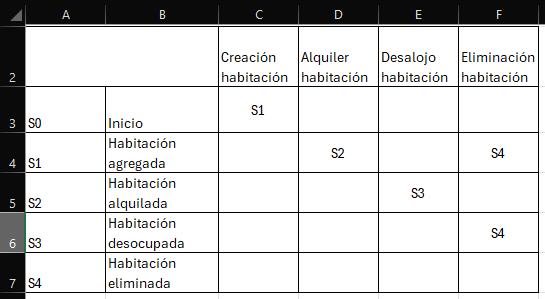 A B C D E F
2 Creación habitación Alquiler habitación Desalojo habitación Eliminación habitación
3 S0 Inicio S1
4 S1 Habitación agregada S2 S4
5 S2 Habitación alquilada S3
6 S3 Habitación desocupada S4
7 S4 Habitación eliminada